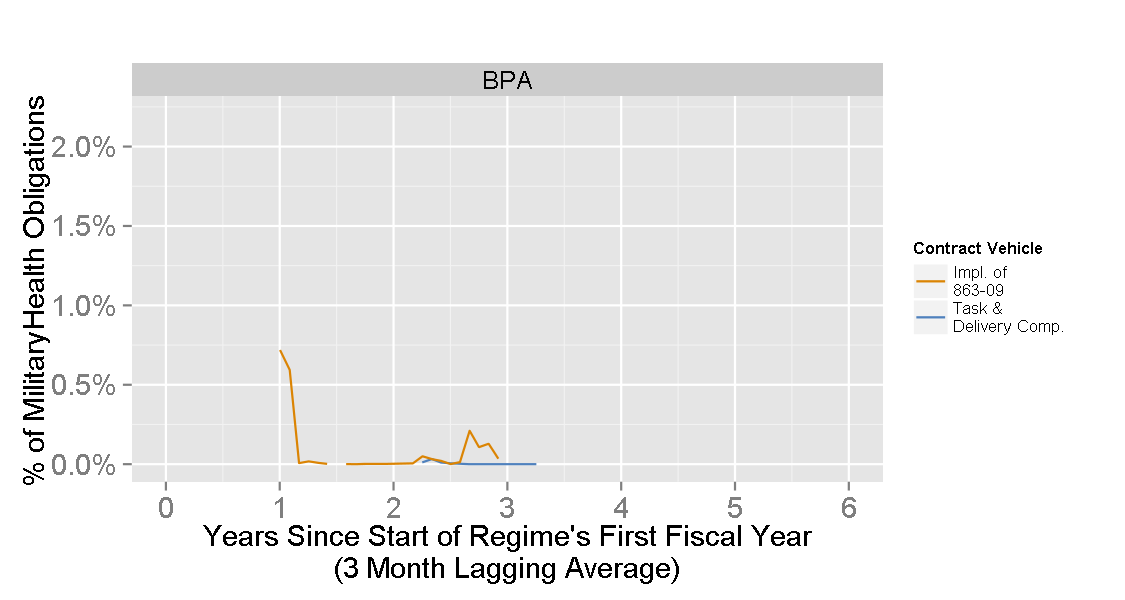 BPA
% of MilitaryHealth Obligations
2.0%
1.5%
1.0%
0.5%
0.0%
0 1 2 3 4 5 6
Years Since Start of Regime's First Fiscal Year
(3 Month Lagging Average)
Contract Vehicle
Impl. of
863-09
Task &
Delivery Comp.